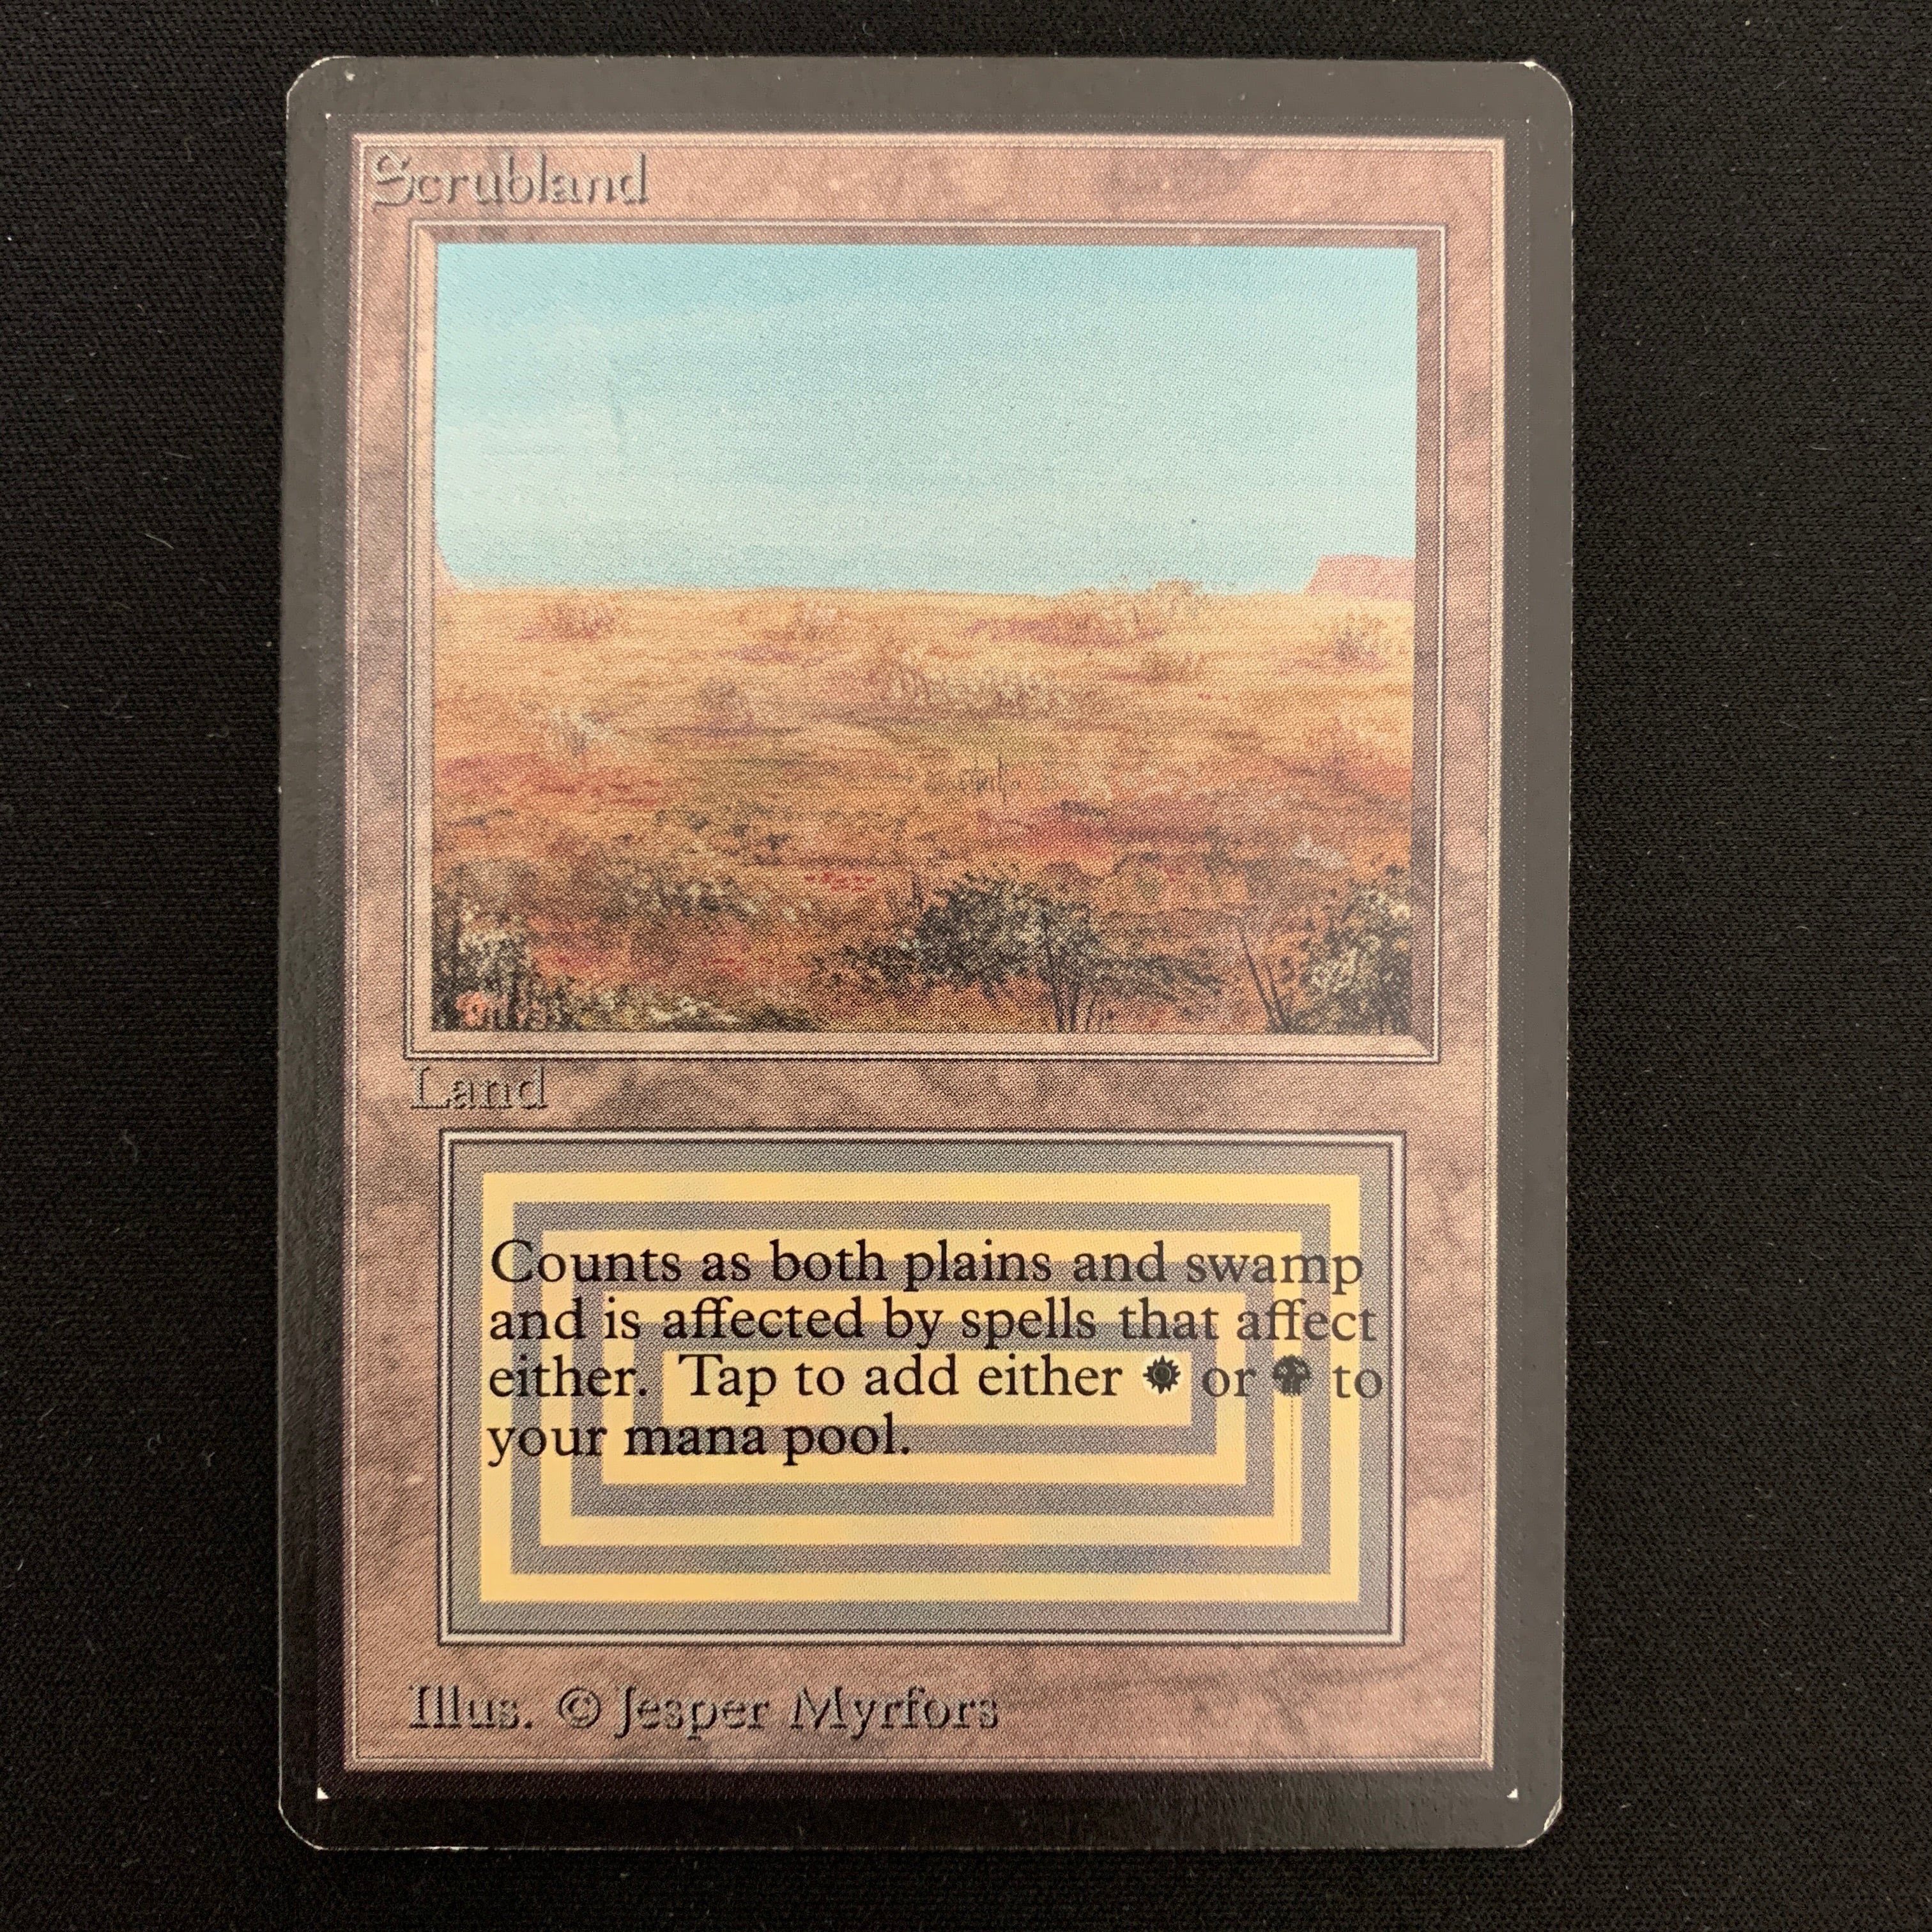 Scrubland
Land
Counts as both plains and swamp
and is affected by spells that affect
either. Tap to add either or to
your mana pool.
Illus. © Jesper Myrfors